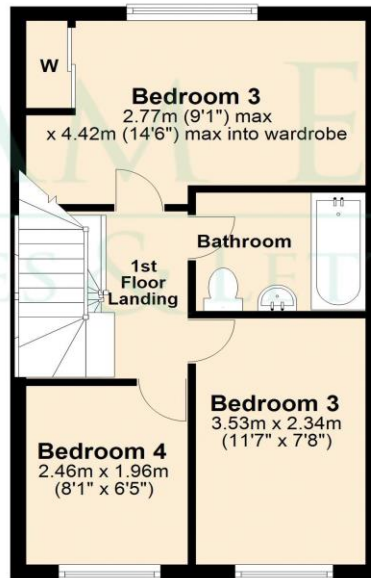 W
Bedroom 3
2.77m (9'1") max
x 4.42m (14'6") max into wardrobe
Bathroom
1st
Floor
Landing
Bedroom 3
3.53m x 2.34m
(11'7" x 7'8")
Bedroom 4
2.46m x 1.96m
(8'1" x 6'5")